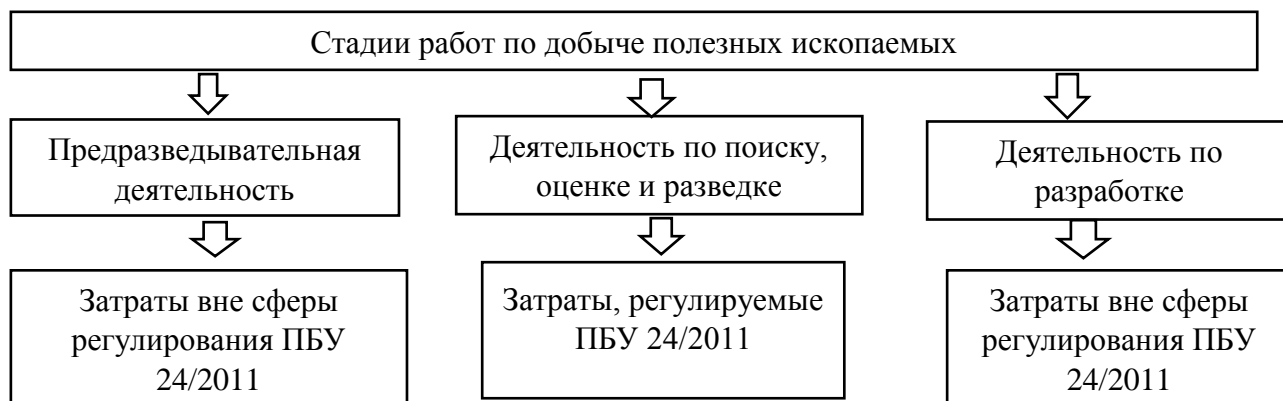 Стадии работ по добыче полезных ископаемых
Предразведывательная
деятельность
Деятельность по поиску,
оценке и разведке
Деятельность по
разработке
Затраты вне сферы
регулирования ПБУ
24/2011
Затраты, регулируемые
ПБУ 24/2011
Затраты вне сферы
регулирования ПБУ
24/2011